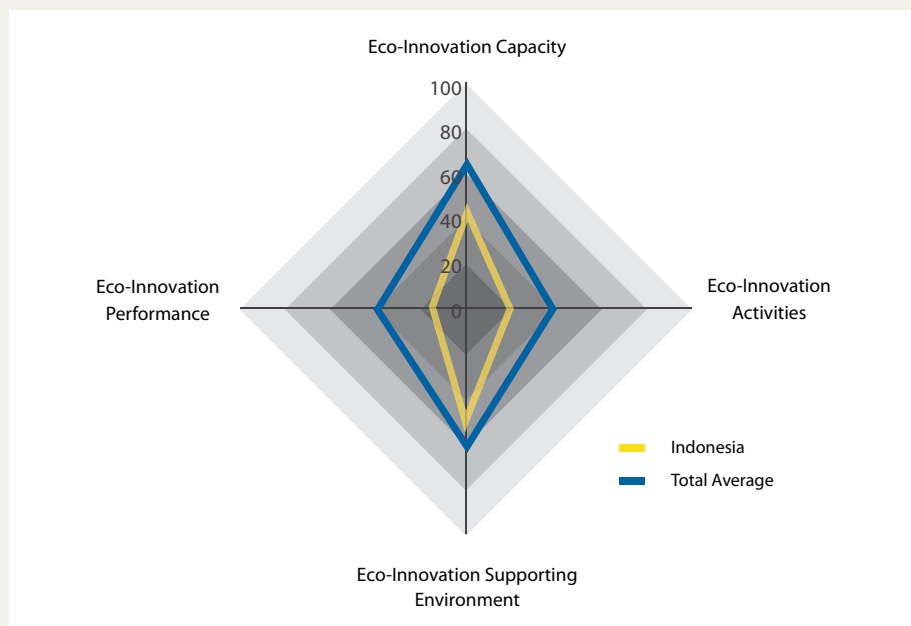 Eco-Innovation Capacity
100
80
60
40
20
0
Eco-Innovation
Performance
Eco-Innovation
Activities
Indonesia
Total Average
Eco-Innovation Supporting
Environment